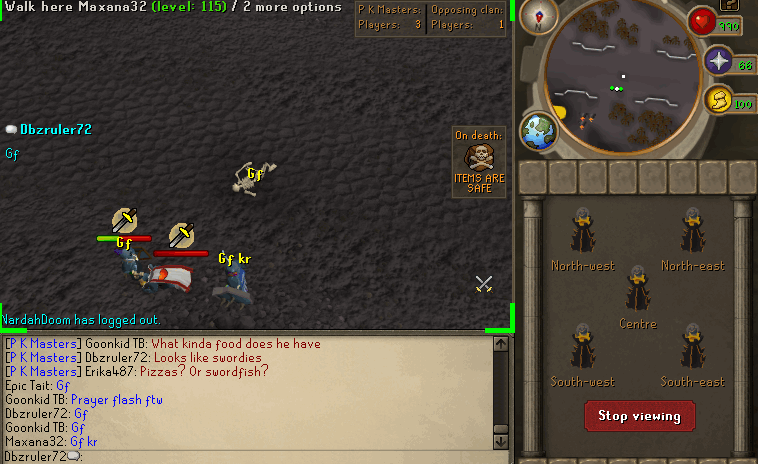 Walk here Maxana32 (level: 115) / 2 more options
P K Masters: Opposing clan:
Players: 3 Players: 1
990
66
100
Dbzruler72
Gf
On death:
ITEMS ARE
SAFE
Gf
Gf
Gf kr
NardahDoom has logged out.
[P K Masters] Goonkid TB: What kinda food does he have
[P K Masters] Dbzruler72: Looks like swordies
[P K Masters] Erika487: Pizzas? Or swordfish?
Epic Tait: Gf
Goonkid TB: Prayer flash ftw
Dbzruler72: Gf
Goonkid TB: Gf
Maxana32: Gf kr
Dbzruler72:
North-west
North-east
Centre
South-west
South-east
Stop viewing